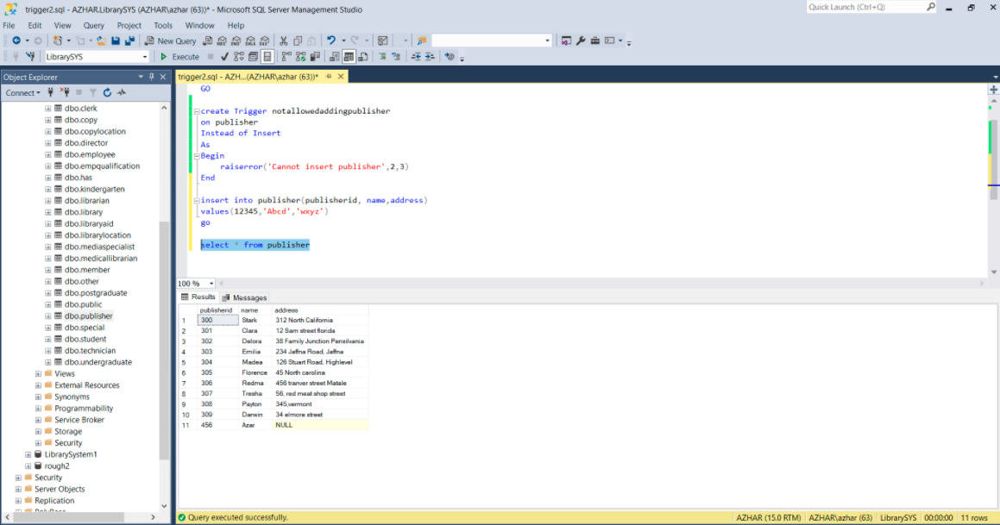 trigger2.sql - AZHAR.LibrarySYS (AZHAR\azhar (63))* - Microsoft SQL Server Management Studio
Quick Launch (Ctrl+Q)
File Edit View Query Project Tools Window Help
New Query
LibrarySYS Execute
Object Explorer
Connect
dbo.clerk
dbo.copy
dbo.copylocation
dbo.director
dbo.employee
dbo.empqualification
dbo.has
dbo.kindergarten
dbo.librarian
dbo.library
dbo.libraryaid
dbo.librarylocation
dbo.mediaspecialist
dbo.medicallibrarian
dbo.member
dbo.other
dbo.postgraduate
dbo.public
dbo.publisher
dbo.special
dbo.student
dbo.technician
dbo.undergraduate
Views
External Resources
Synonyms
Programmability
Service Broker
Storage
Security
LibrarySystem1
rough2
Security
Server Objects
Replication
PolyBase
trigger2.sql - AZH...(AZHAR\azhar (63))*
GO
create Trigger notallowedaddingpublisher
on publisher
Instead of Insert
As
Begin
raiserror('Cannot insert publisher',2,3)
End
insert into publisher(publisherid, name,address)
values(12345,'Abcd','wxyz')
go
select * from publisher
100 %
Results Messages
publisherid name address
1 300 Stark 312 North California
2 301 Clara 12 Sam street florida
3 302 Delora 38 Family Junction Pensilvania
4 303 Emilia 234 Jaffna Road, Jaffna
5 304 Madea 126 Stuart Road, Highlevel
6 305 Florence 45 North carolina
7 306 Redma 456 tranver street Matale
8 307 Tresha 56, red meat shop street
9 308 Payton 345,vermont
10 309 Darwin 34 elmore street
11 456 Azar NULL
Query executed successfully.
AZHAR (15.0 RTM) AZHAR\azhar (63) LibrarySYS 00:00:00 11 rows